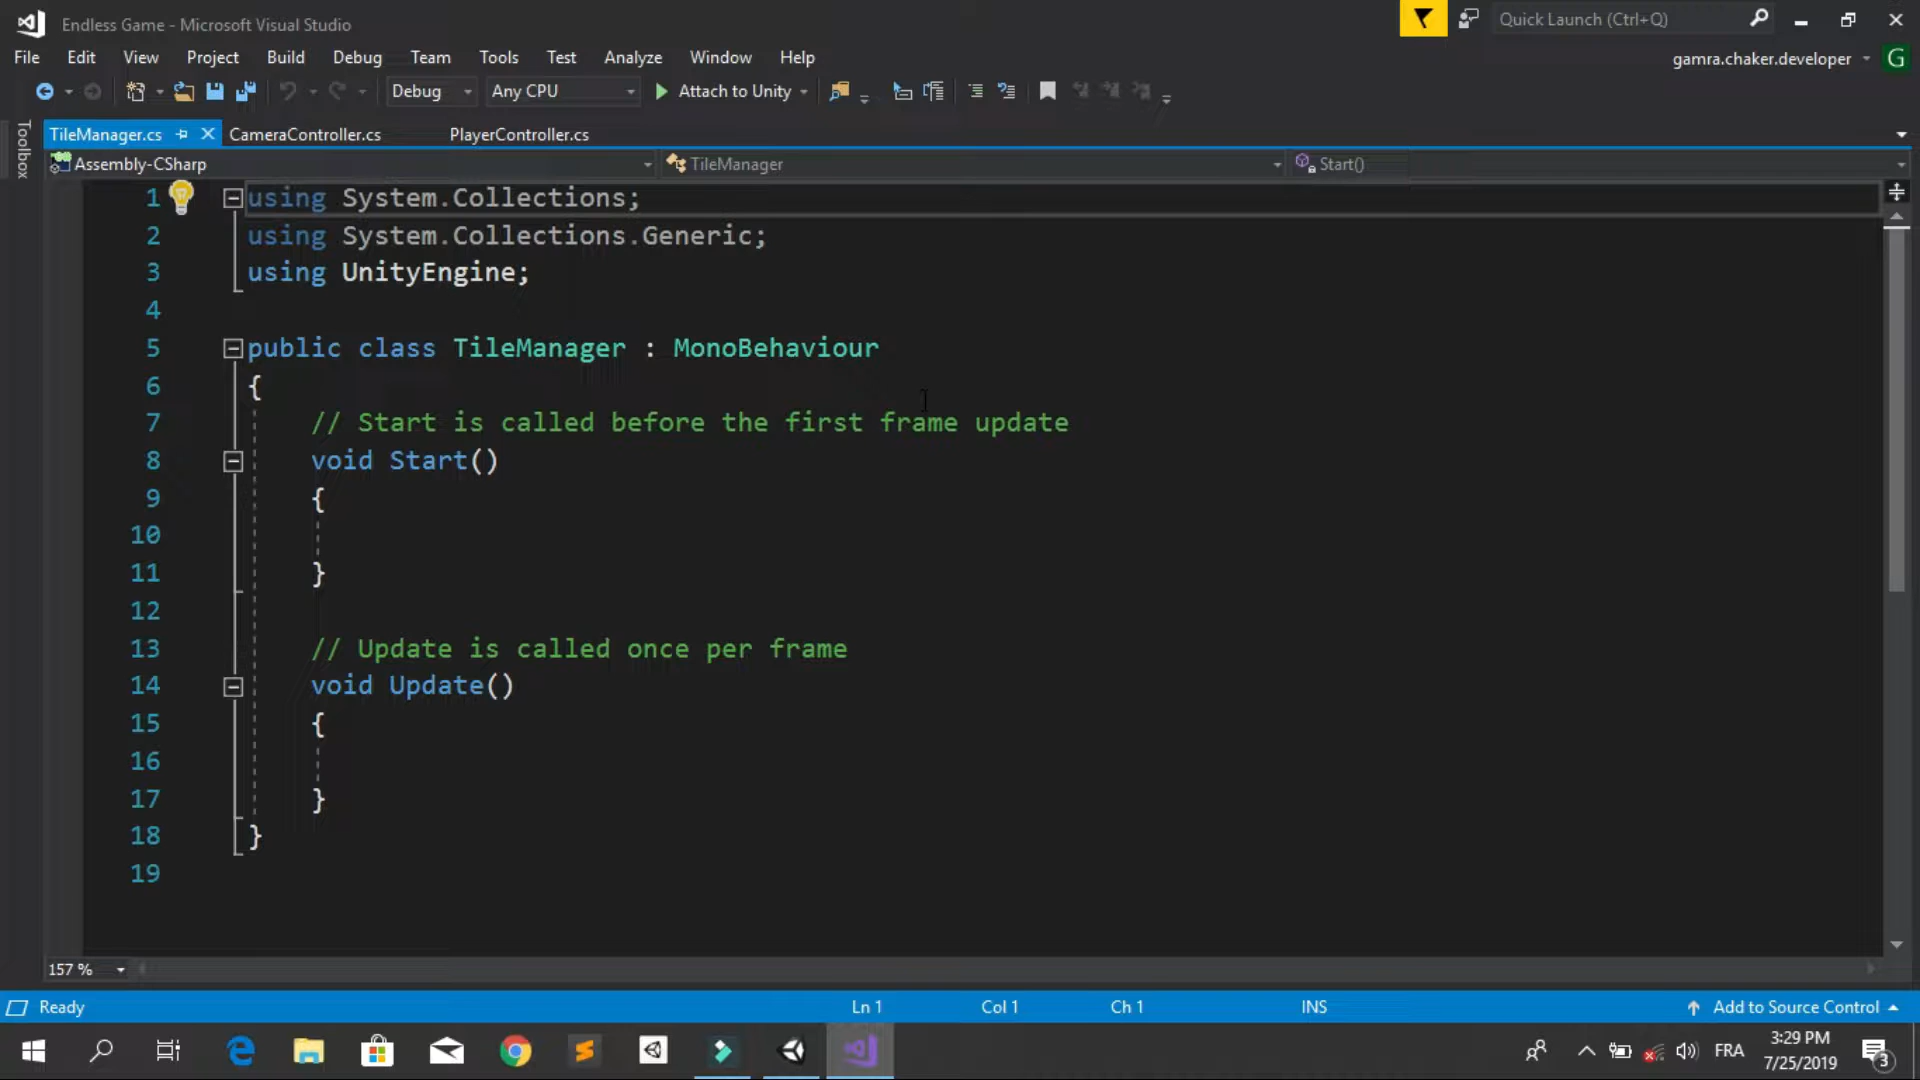 Endless Game - Microsoft Visual Studio
Quick Launch (Ctrl+Q)
File Edit View Project Build Debug Team Tools Test Analyze Window Help
gamra.chaker.developer G
Debug Any CPU Attach to Unity
Toolbox
TileManager.cs CameraController.cs PlayerController.cs
Assembly-CSharp TileManager Start()
1 using System.Collections;
2 using System.Collections.Generic;
3 using UnityEngine;
4
5 public class TileManager : MonoBehaviour
6 {
7 // Start is called before the first frame update
8 void Start()
9 {
10
11 }
12
13 // Update is called once per frame
14 void Update()
15 {
16
17 }
18 }
19
157 %
Ready Ln 1 Col 1 Ch 1 INS Add to Source Control
FRA 3:29 PM
7/25/2019 3